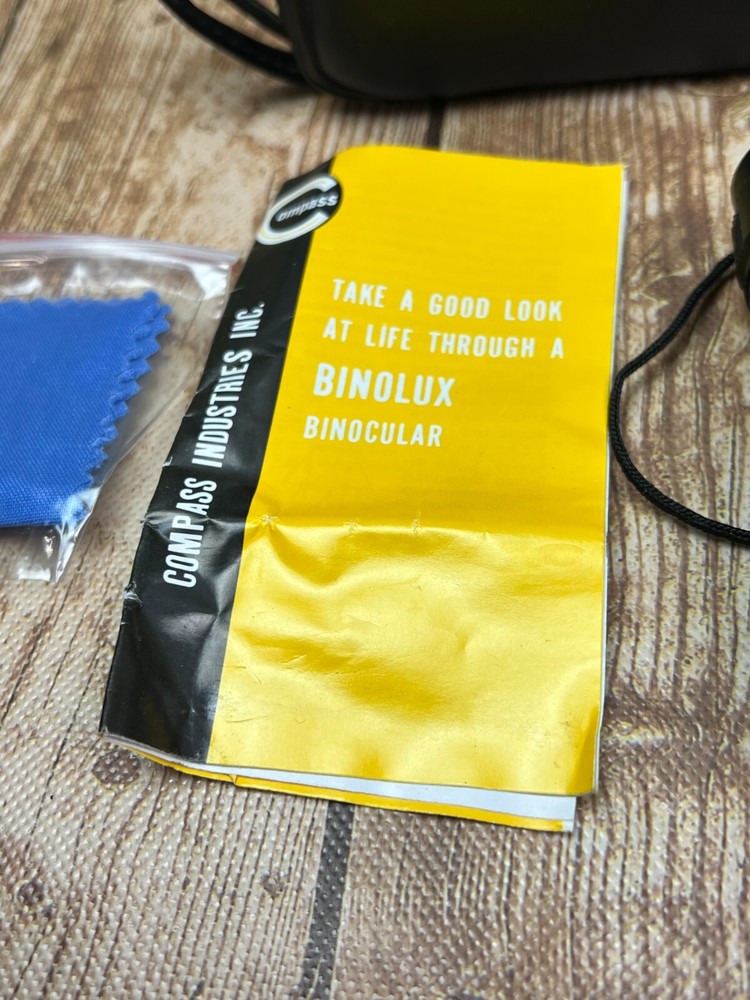 Compass
COMPASS INDUSTRIES INC.
TAKE A GOOD LOOK
AT LIFE THROUGH A
BINOLUX
BINOCULAR